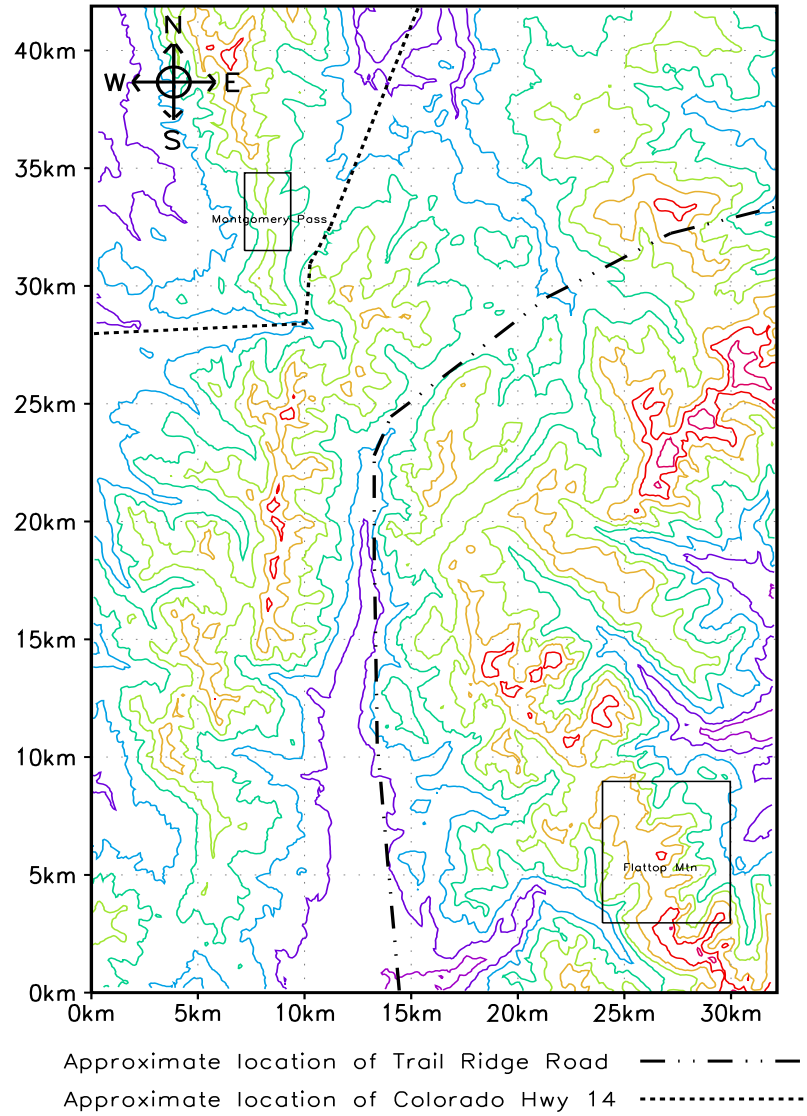 40km
N
W E
S
35km
Montgomery Pass
30km
25km
20km
15km
10km
Flattop Mtn
5km
0km
0km 5km 10km 15km 20km 25km 30km
Approximate location of Trail Ridge Road
Approximate location of Colorado Hwy 14